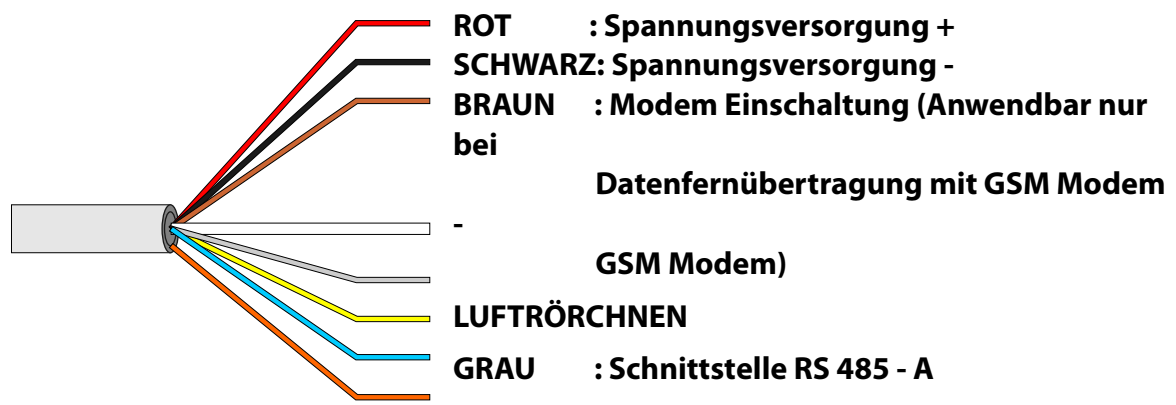 ROT : Spannungsversorgung +
SCHWARZ: Spannungsversorgung -
BRAUN : Modem Einschaltung (Anwendbar nur
bei
Datenfernübertragung mit GSM Modem
-
GSM Modem)
LUFTRÖRCHNEN
GRAU : Schnittstelle RS 485 - A